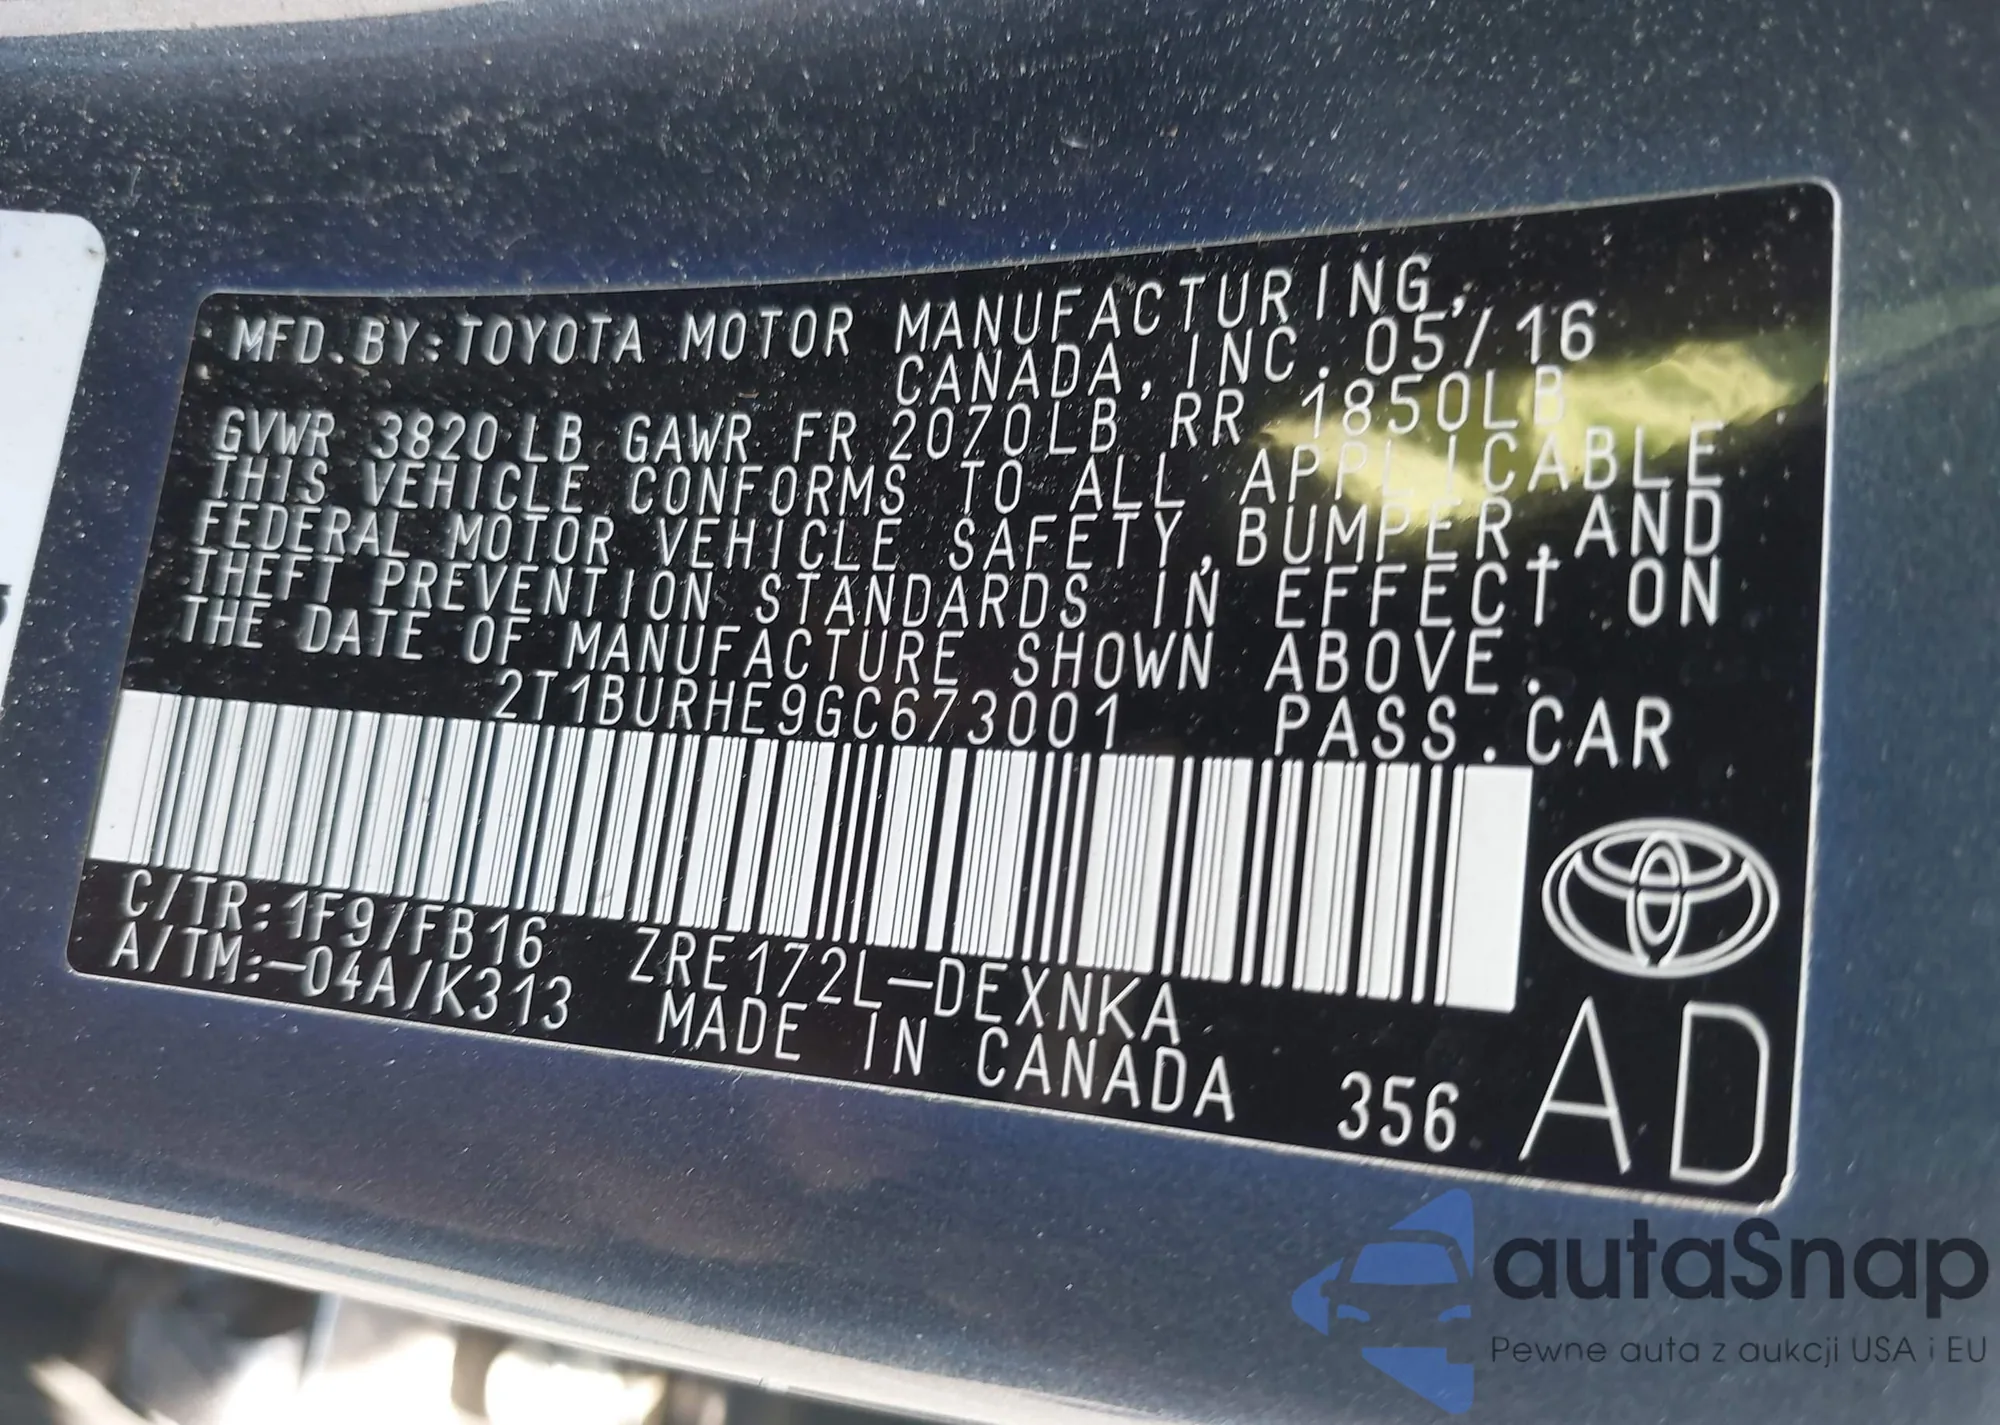 MFD.BY:TOYOTA MOTOR MANUFACTURING,
CANADA, INC. 05/16
GVWR 3820LB GAWR FR 2070LB RR 1850LB
THIS VEHICLE CONFORMS TO ALL APPLICABLE
FEDERAL MOTOR VEHICLE SAFETY, BUMPER, AND
THEFT PREVENTION STANDARDS IN EFFECT ON
THE DATE OF MANUFACTURE SHOWN ABOVE.
2T1BURHE9GC673001 PASS.CAR
C/TR:1F9/FB16 ZRE172L-DEXNKA
A/TM:-04A/K313 MADE IN CANADA 356
AD
autaSnap
Pewne auta z aukcji USA i EU